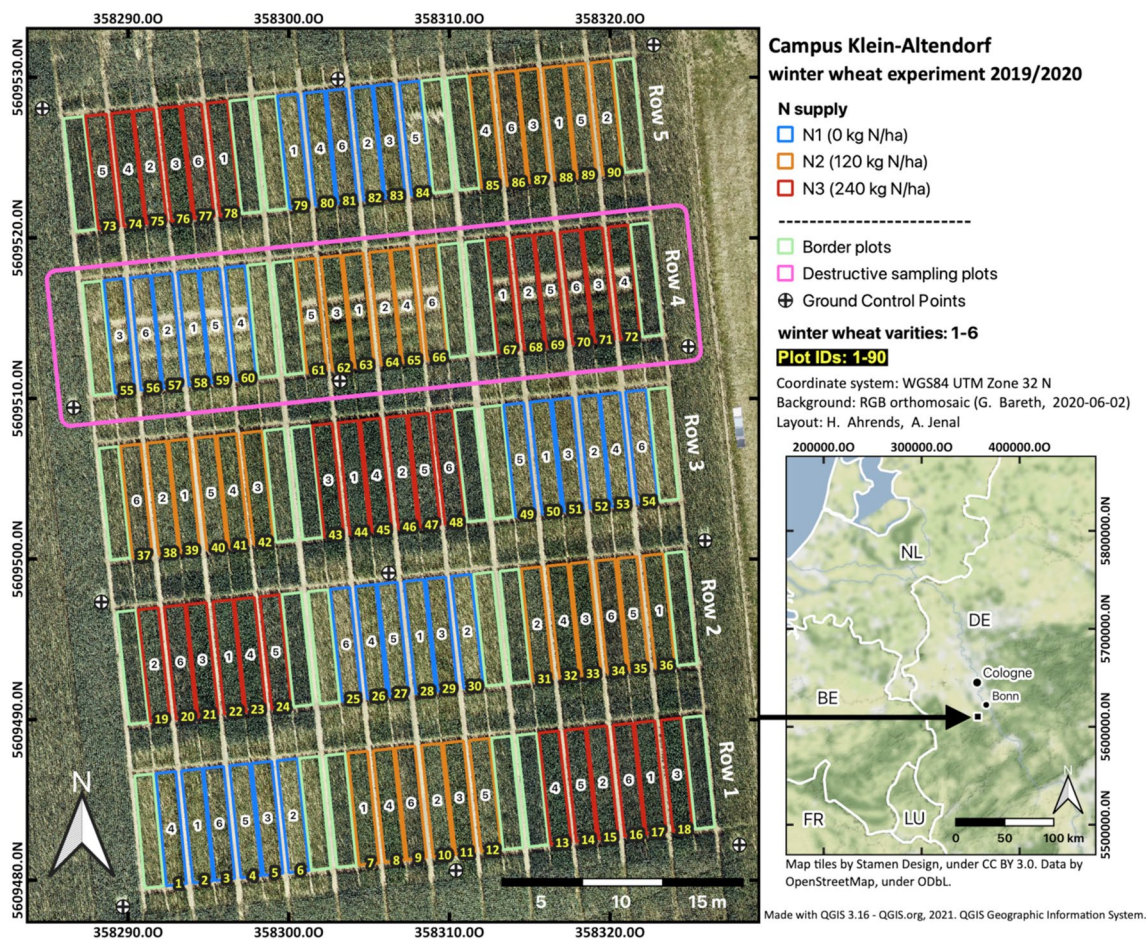 358290.00 358300.00 358310.00 358320.00
5609530.0N
5609520.0N
5609510.0N
5609500.0N
5609490.0N
5609480.0N
Row 5
5 4 2 3 6 1
73 74 75 76 77 78
1 4 6 2 3 5
79 80 81 82 83 84
4 6 3 1 5 2
85 86 87 88 89 90
Row 4
3 6 2 1 5 4
55 56 57 58 59 60
5 3 1 2 4 6
61 62 63 64 65 66
1 2 5 6 3 4
67 68 69 70 71 72
Row 3
6 2 1 5 4 3
37 38 39 40 41 42
3 1 4 2 5 6
43 44 45 46 47 48
5 1 3 2 4 6
49 50 51 52 53 54
Row 2
2 6 3 1 4 5
19 20 21 22 23 24
6 4 5 1 3 2
25 26 27 28 29 30
2 4 3 6 5 1
31 32 33 34 35 36
Row 1
4 1 6 5 3 2
1 2 3 4 5 6
1 4 6 2 3 5
7 8 9 10 11 12
4 5 2 6 1 3
13 14 15 16 17 18
N
5 10 15 m
358290.00 358300.00 358310.00 358320.00
Campus Klein-Altendorf
winter wheat experiment 2019/2020
N supply
N1 (0 kg N/ha)
N2 (120 kg N/ha)
N3 (240 kg N/ha)
-------------------------
Border plots
Destructive sampling plots
Ground Control Points
winter wheat varities: 1-6
Plot IDs: 1-90
Coordinate system: WGS84 UTM Zone 32 N
Background: RGB orthomosaic (G. Bareth, 2020-06-02)
Layout: H. Ahrends, A. Jenal
200000.00 300000.00 400000.00
5800000.0N
5700000.0N
5600000.0N
5500000.0N
NL
DE
Cologne
Bonn
BE
FR
LU
N
0 50 100 km
Map tiles by Stamen Design, under CC BY 3.0. Data by
OpenStreetMap, under ODbL.
Made with QGIS 3.16 - QGIS.org, 2021. QGIS Geographic Information System.